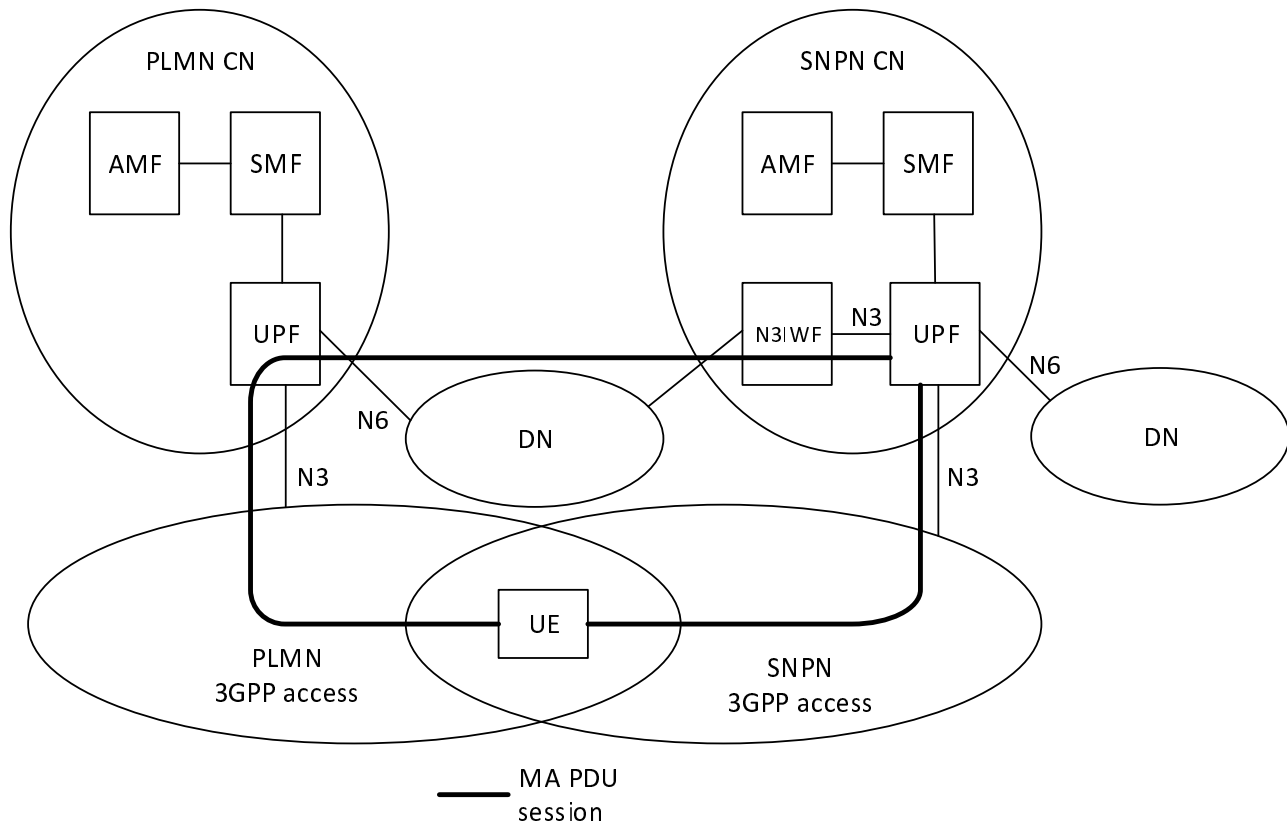 PLMN CN
SNPN CN
AMF
SMF
AMF
SMF
UPF
N3IWF
N3
UPF
N6
DN
N6
DN
N3
N3
UE
PLMN
3GPP access
SNPN
3GPP access
MA PDU
session